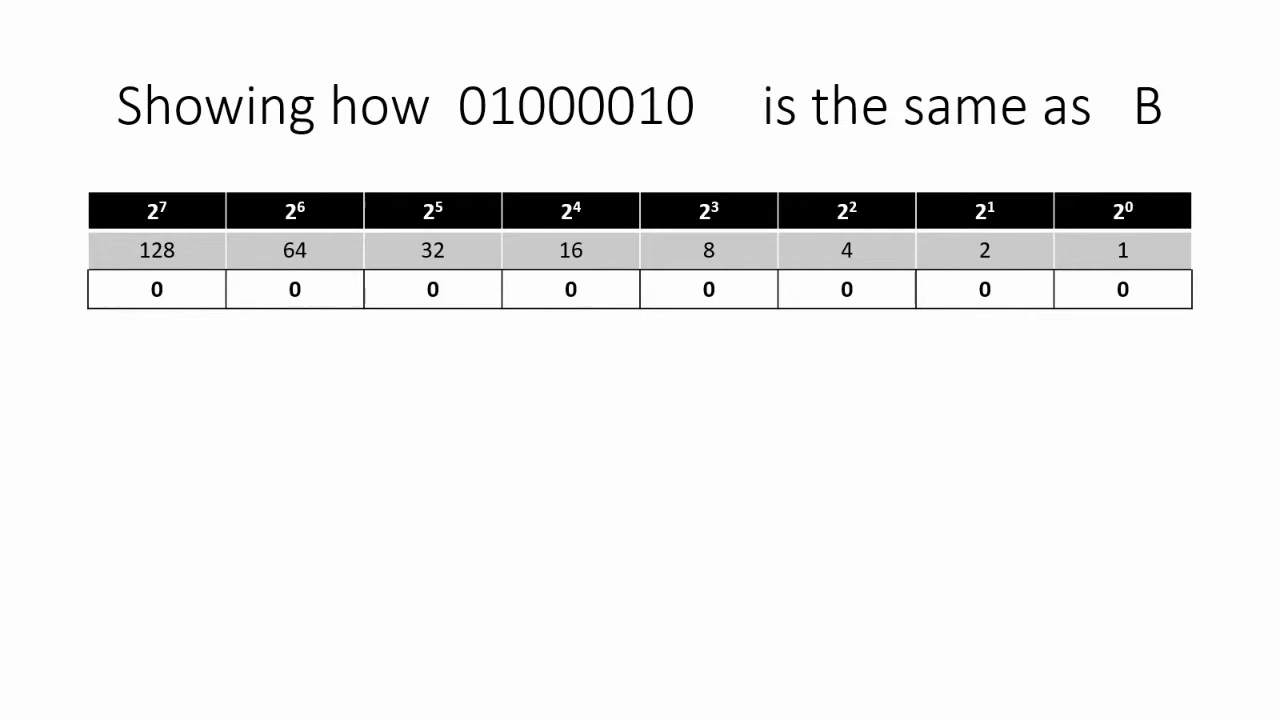 Showing how 01000010 is the same as B
2⁷ 2⁶ 2⁵ 2⁴ 2³ 2² 2¹ 2⁰
128 64 32 16 8 4 2 1
0 0 0 0 0 0 0 0